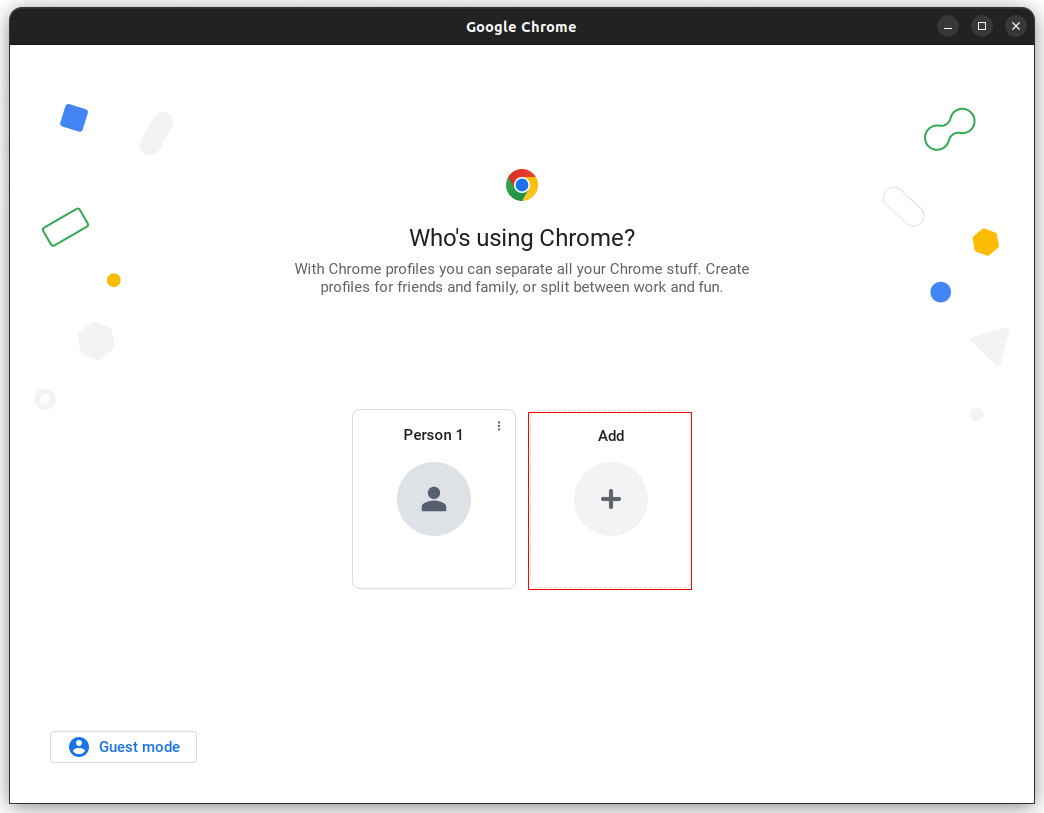 Google Chrome
Who's using Chrome?
With Chrome profiles you can separate all your Chrome stuff. Create
profiles for friends and family, or split between work and fun.
Person 1
Add
Guest mode